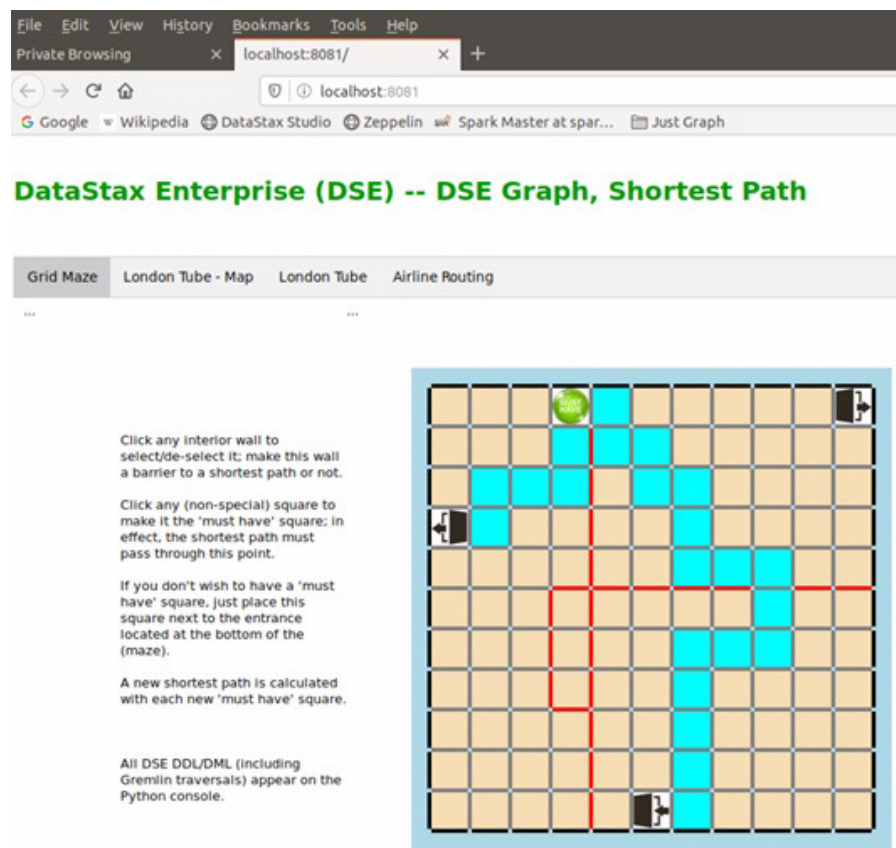 File Edit View History Bookmarks Tools Help
Private Browsing × localhost:8081/ × +
localhost:8081
G Google W Wikipedia DataStax Studio Zeppelin Spark Master at spar... Just Graph
DataStax Enterprise (DSE) -- DSE Graph, Shortest Path
Grid Maze London Tube - Map London Tube Airline Routing
... ...
MUST
HAVE
Click any interior wall to
select/de-select it; make this wall
a barrier to a shortest path or not.
Click any (non-special) square to
make it the 'must have' square; in
effect, the shortest path must
pass through this point.
If you don't wish to have a 'must
have' square, just place this
square next to the entrance
located at the bottom of the
(maze).
A new shortest path is calculated
with each new 'must have' square.
All DSE DDL/DML (including
Gremlin traversals) appear on the
Python console.